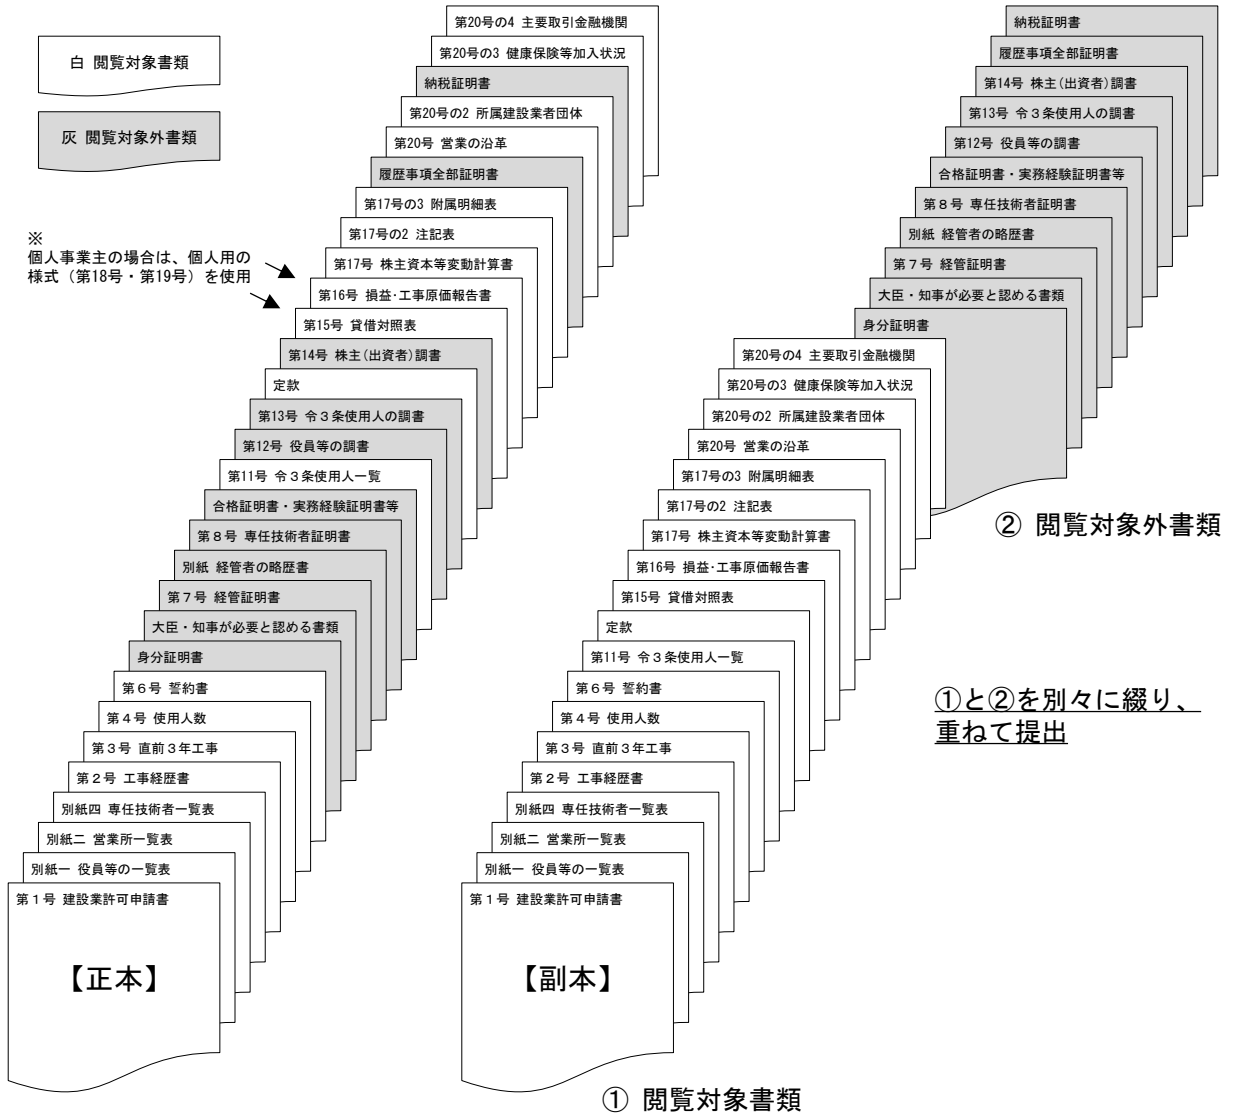 白 閲覧対象書類
灰 閲覧対象外書類
※
個人事業主の場合は、個人用の
様式（第18号・第19号）を使用
第20号の4 主要取引金融機関
第20号の3 健康保険等加入状況
納税証明書
第20号の2 所属建設業者団体
第20号 営業の沿革
履歴事項全部証明書
第17号の3 附属明細表
第17号の2 注記表
第17号 株主資本等変動計算書
第16号 損益･工事原価報告書
第15号 貸借対照表
第14号 株主(出資者)調書
定款
第13号 令３条使用人の調書
第12号 役員等の調書
第11号 令３条使用人一覧
合格証明書・実務経験証明書等
第８号 専任技術者証明書
別紙 経管者の略歴書
第７号 経管証明書
大臣・知事が必要と認める書類
身分証明書
第６号 誓約書
第４号 使用人数
第３号 直前３年工事
第２号 工事経歴書
別紙四 専任技術者一覧表
別紙二 営業所一覧表
別紙一 役員等の一覧表
第１号 建設業許可申請書
【正本】
納税証明書
履歴事項全部証明書
第14号 株主(出資者)調書
第13号 令３条使用人の調書
第12号 役員等の調書
合格証明書・実務経験証明書等
第８号 専任技術者証明書
別紙 経管者の略歴書
第７号 経管証明書
大臣・知事が必要と認める書類
身分証明書
② 閲覧対象外書類
第20号の4 主要取引金融機関
第20号の3 健康保険等加入状況
第20号の2 所属建設業者団体
第20号 営業の沿革
第17号の3 附属明細表
第17号の2 注記表
第17号 株主資本等変動計算書
第16号 損益･工事原価報告書
第15号 貸借対照表
定款
第11号 令３条使用人一覧
第６号 誓約書
第４号 使用人数
第３号 直前３年工事
第２号 工事経歴書
別紙四 専任技術者一覧表
別紙二 営業所一覧表
別紙一 役員等の一覧表
第１号 建設業許可申請書
【副本】
① 閲覧対象書類
①と②を別々に綴り、
重ねて提出